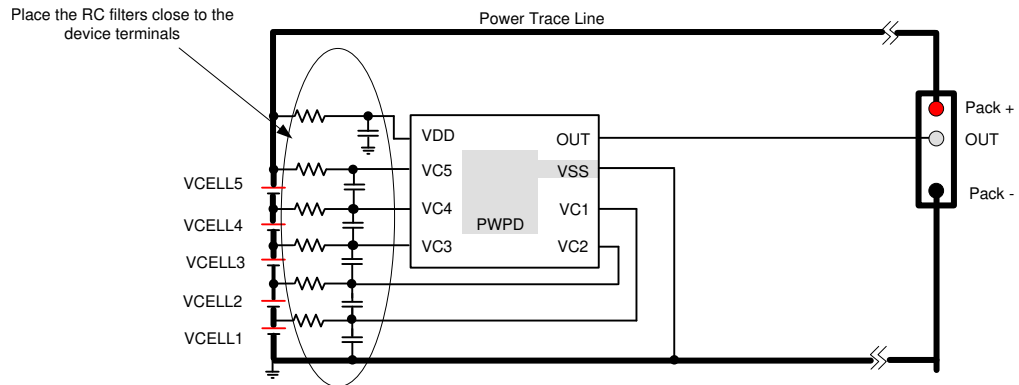 Place the RC filters close to the
device terminals
Power Trace Line
Pack +
OUT
Pack -
VCELL5
VCELL4
VCELL3
VCELL2
VCELL1
VDD
VC5
VC4
VC3
OUT
VSS
VC1
VC2
PWPD